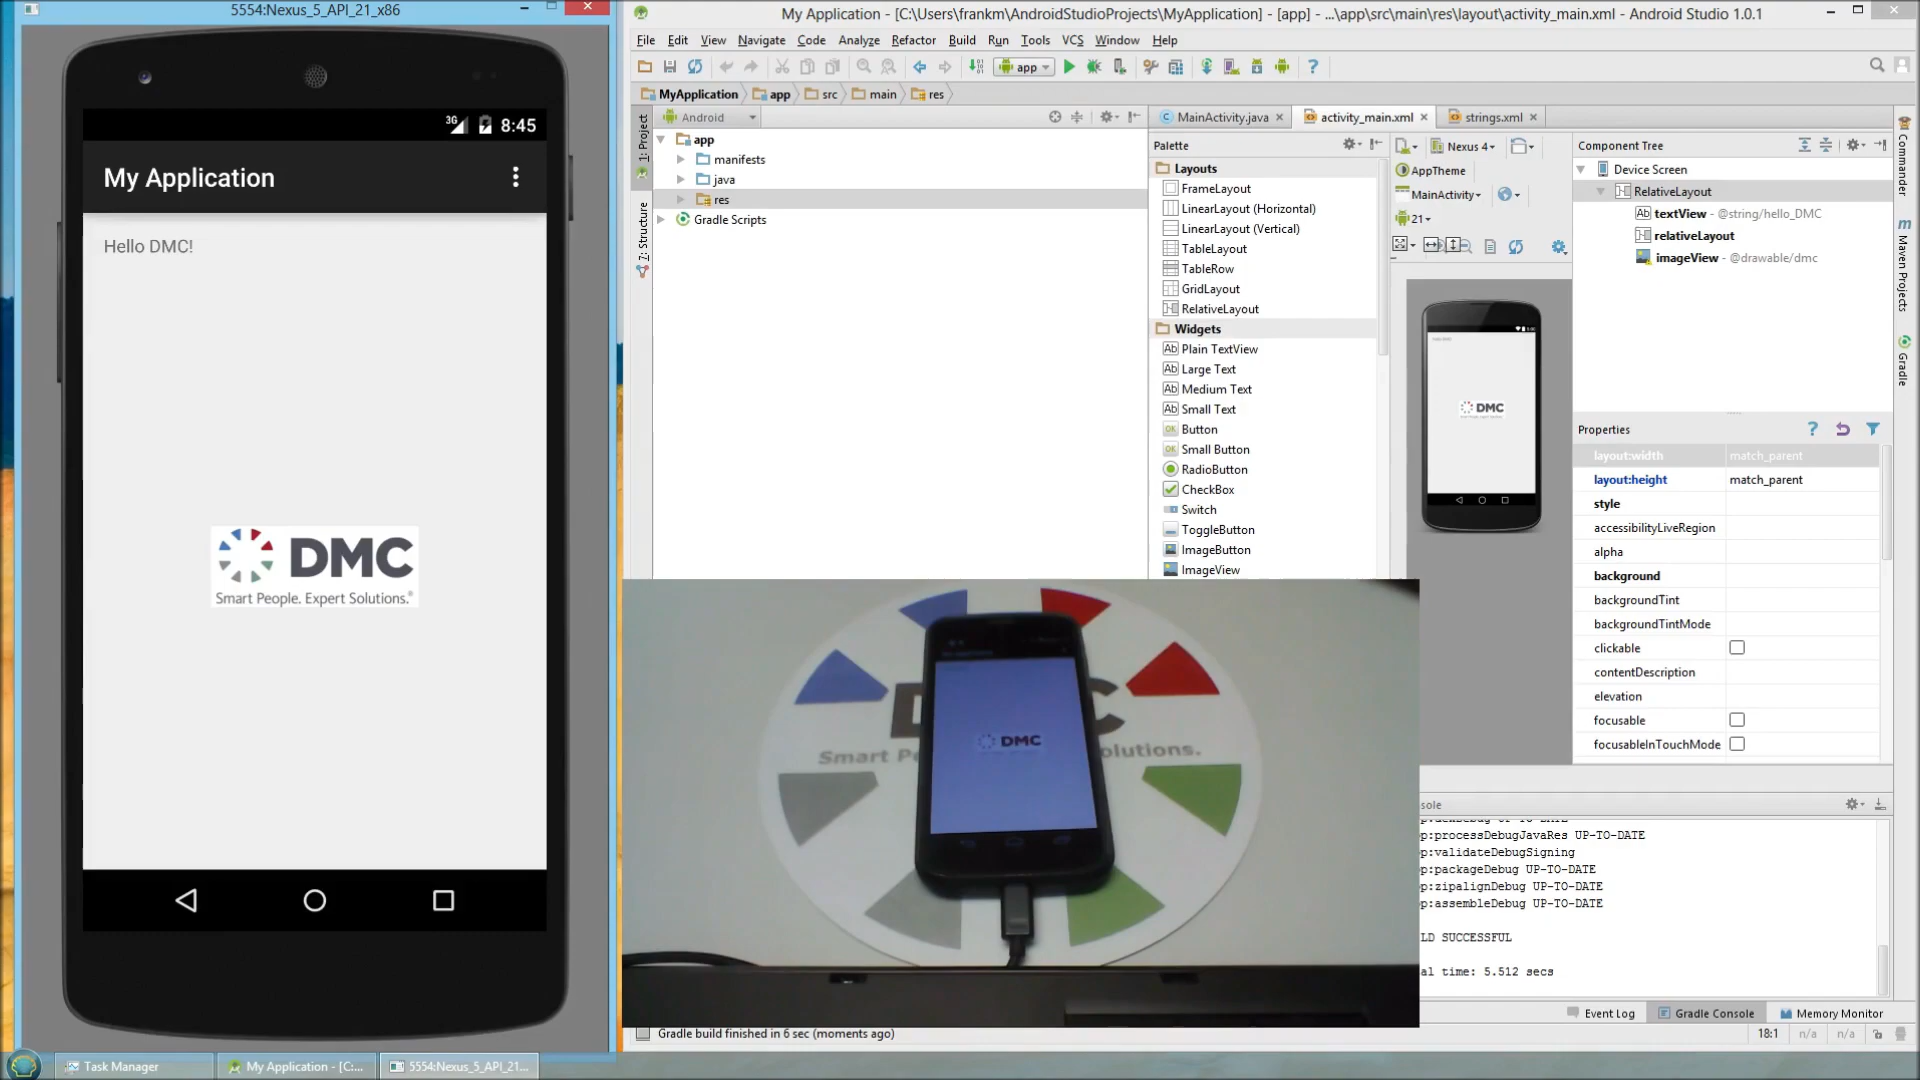 5554:Nexus_5_API_21_x86
3G 8:45
My Application
Hello DMC!
DMC
Smart People. Expert Solutions.®
My Application - [C:\Users\frankm\AndroidStudioProjects\MyApplication] - [app] - ...\app\src\main\res\layout\activity_main.xml - Android Studio 1.0.1
File Edit View Navigate Code Analyze Refactor Build Run Tools VCS Window Help
app
MyApplication app src main res
1: Project
7: Structure
Android
app
manifests
java
res
Gradle Scripts
MainActivity.java activity_main.xml strings.xml
Palette
Layouts
FrameLayout
LinearLayout (Horizontal)
LinearLayout (Vertical)
TableLayout
TableRow
GridLayout
RelativeLayout
Widgets
Plain TextView
Large Text
Medium Text
Small Text
Button
Small Button
RadioButton
CheckBox
Switch
ToggleButton
ImageButton
ImageView
Nexus 4
AppTheme
MainActivity
21
DMC
Component Tree
Device Screen
RelativeLayout
textView - @string/hello_DMC
relativeLayout
imageView - @drawable/dmc
Properties
layout:width match_parent
layout:height match_parent
style
accessibilityLiveRegion
alpha
background
backgroundTint
backgroundTintMode
clickable
contentDescription
elevation
focusable
focusableInTouchMode
Commander
Maven Projects
Gradle
DMC
Smart Pe
olutions.
sole
p:processDebugJavaRes UP-TO-DATE
p:validateDebugSigning
p:packageDebug UP-TO-DATE
p:zipalignDebug UP-TO-DATE
p:assembleDebug UP-TO-DATE
LD SUCCESSFUL
al time: 5.512 secs
Event Log Gradle Console Memory Monitor
Gradle build finished in 6 sec (moments ago)
18:1 n/a n/a
Task Manager My Application - [C:... 5554:Nexus_5_API_21...